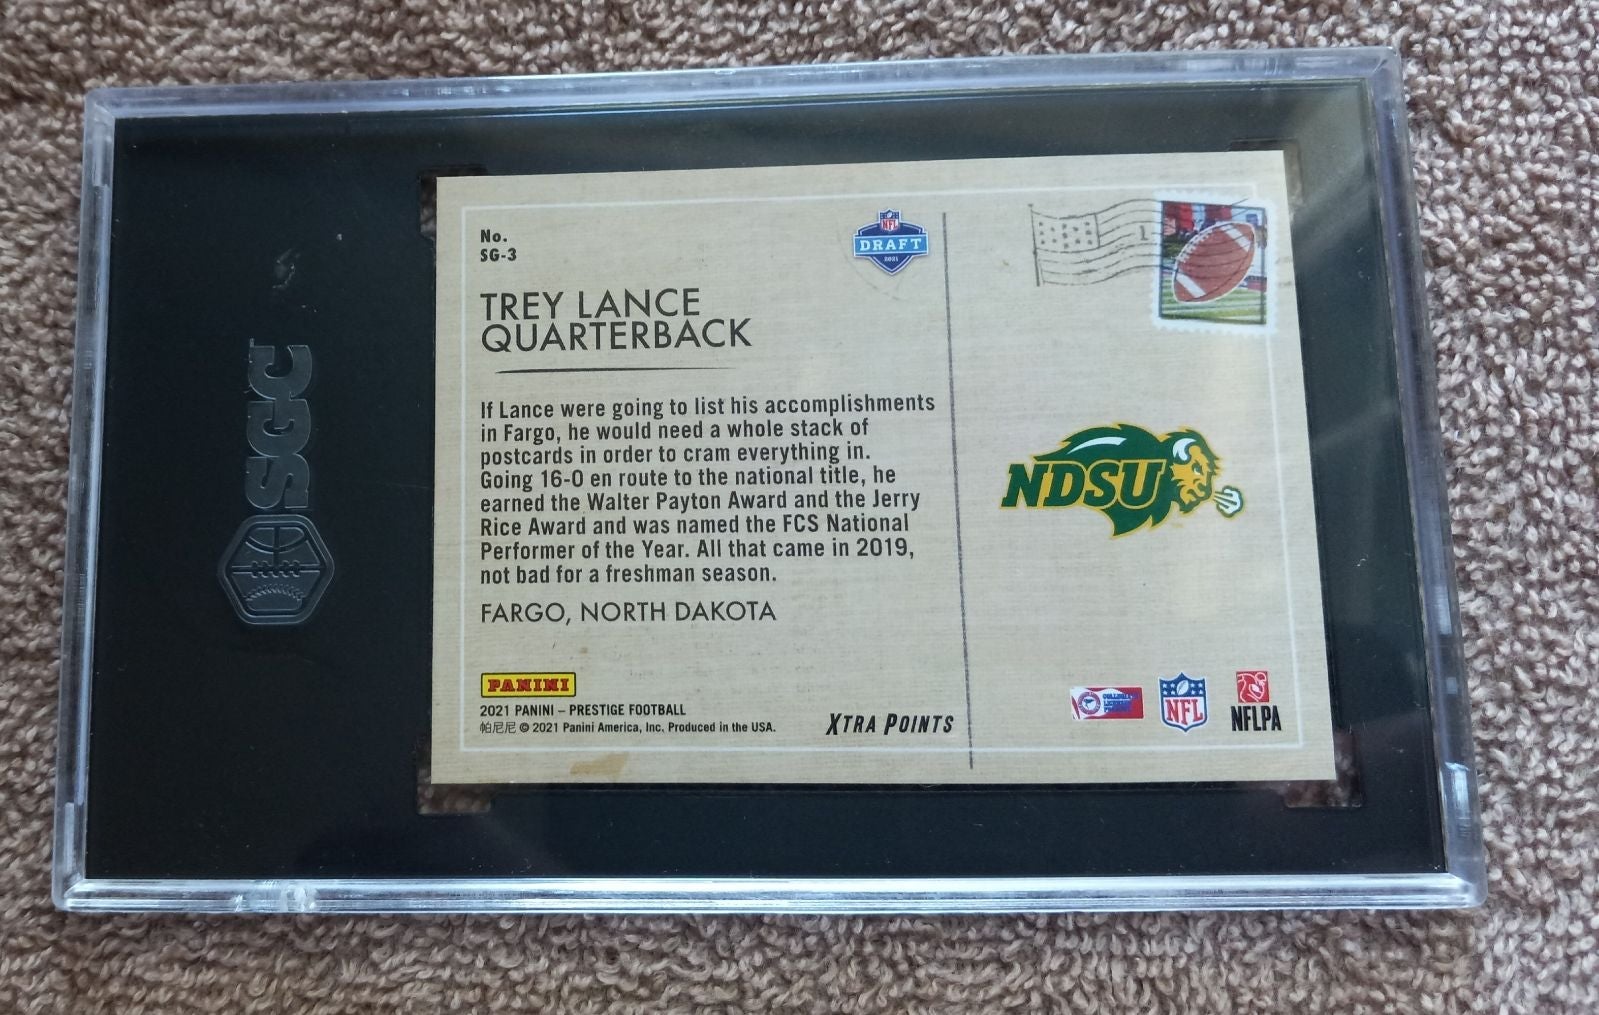 SGC
No.
SG-3
NFL
DRAFT
2021
1
TREY LANCE
QUARTERBACK
If Lance were going to list his accomplishments
in Fargo, he would need a whole stack of
postcards in order to cram everything in.
Going 16-0 en route to the national title, he
earned the Walter Payton Award and the Jerry
Rice Award and was named the FCS National
Performer of the Year. All that came in 2019,
not bad for a freshman season.
FARGO, NORTH DAKOTA
NDSU
PANINI
2021 PANINI – PRESTIGE FOOTBALL
帕尼尼 © 2021 Panini America, Inc. Produced in the USA.
XTRA POINTS
NFL
NFLPA